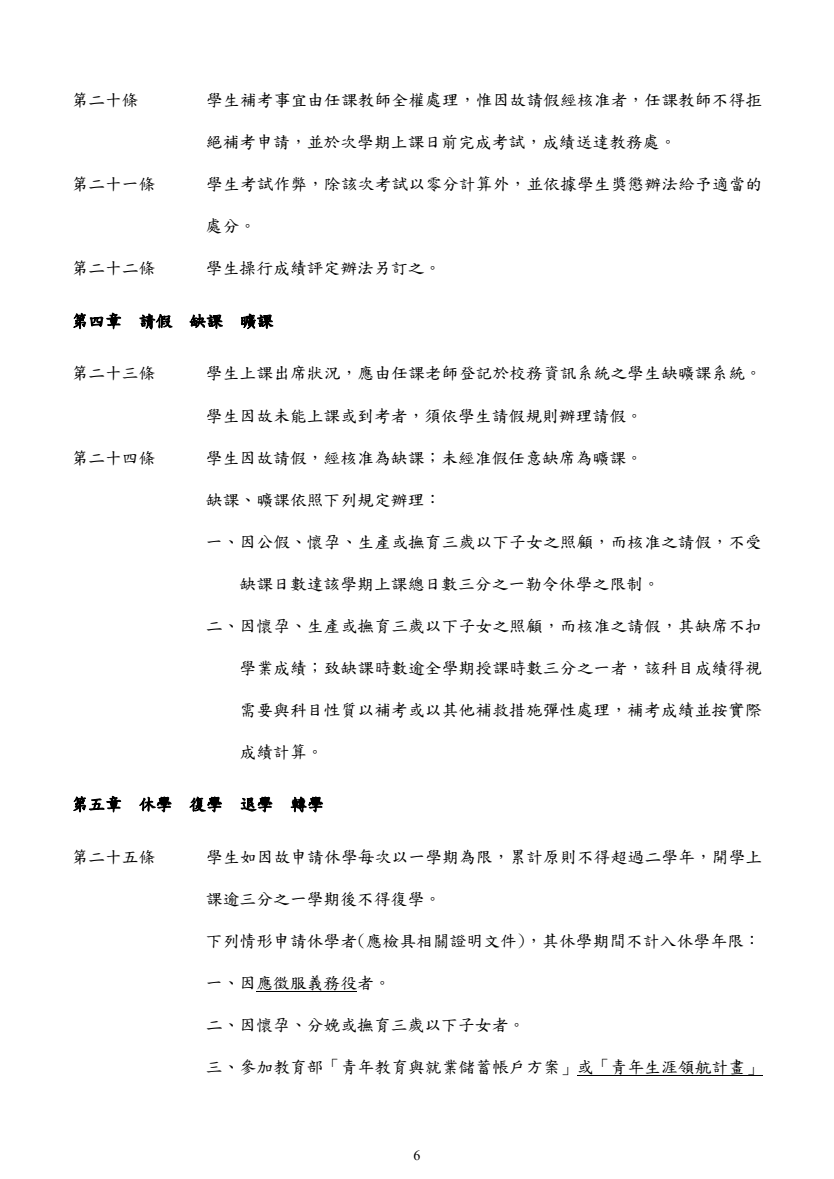 第二十條 學生補考事宜由任課教師全權處理，惟因故請假經核准者，任課教師不得拒
絕補考申請，並於次學期上課日前完成考試，成績送達教務處。
第二十一條 學生考試作弊，除該次考試以零分計算外，並依據學生獎懲辦法給予適當的
處分。
第二十二條 學生操行成績評定辦法另訂之。
第四章 請假 缺課 曠課
第二十三條 學生上課出席狀況，應由任課老師登記於校務資訊系統之學生缺曠課系統。
學生因故未能上課或到考者，須依學生請假規則辦理請假。
第二十四條 學生因故請假，經核准為缺課；未經准假任意缺席為曠課。
缺課、曠課依照下列規定辦理：
一、因公假、懷孕、生產或撫育三歲以下子女之照顧，而核准之請假，不受
缺課日數達該學期上課總日數三分之一勒令休學之限制。
二、因懷孕、生產或撫育三歲以下子女之照顧，而核准之請假，其缺席不扣
學業成績；致缺課時數逾全學期授課時數三分之一者，該科目成績得視
需要與科目性質以補考或以其他補救措施彈性處理，補考成績並按實際
成績計算。
第五章 休學 復學 退學 轉學
第二十五條 學生如因故申請休學每次以一學期為限，累計原則不得超過二學年，開學上
課逾三分之一學期後不得復學。
下列情形申請休學者(應檢具相關證明文件)，其休學期間不計入休學年限：
一、因應徵服義務役者。
二、因懷孕、分娩或撫育三歲以下子女者。
三、參加教育部「青年教育與就業儲蓄帳戶方案」或「青年生涯領航計畫」
6